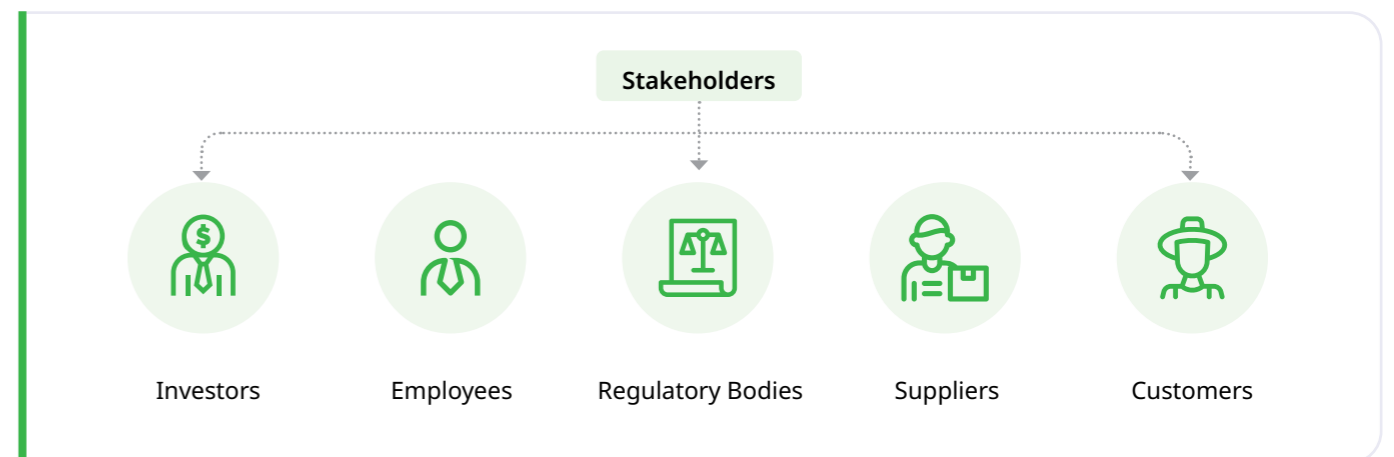 Stakeholders
$
Investors
Employees
Regulatory Bodies
Suppliers
Customers